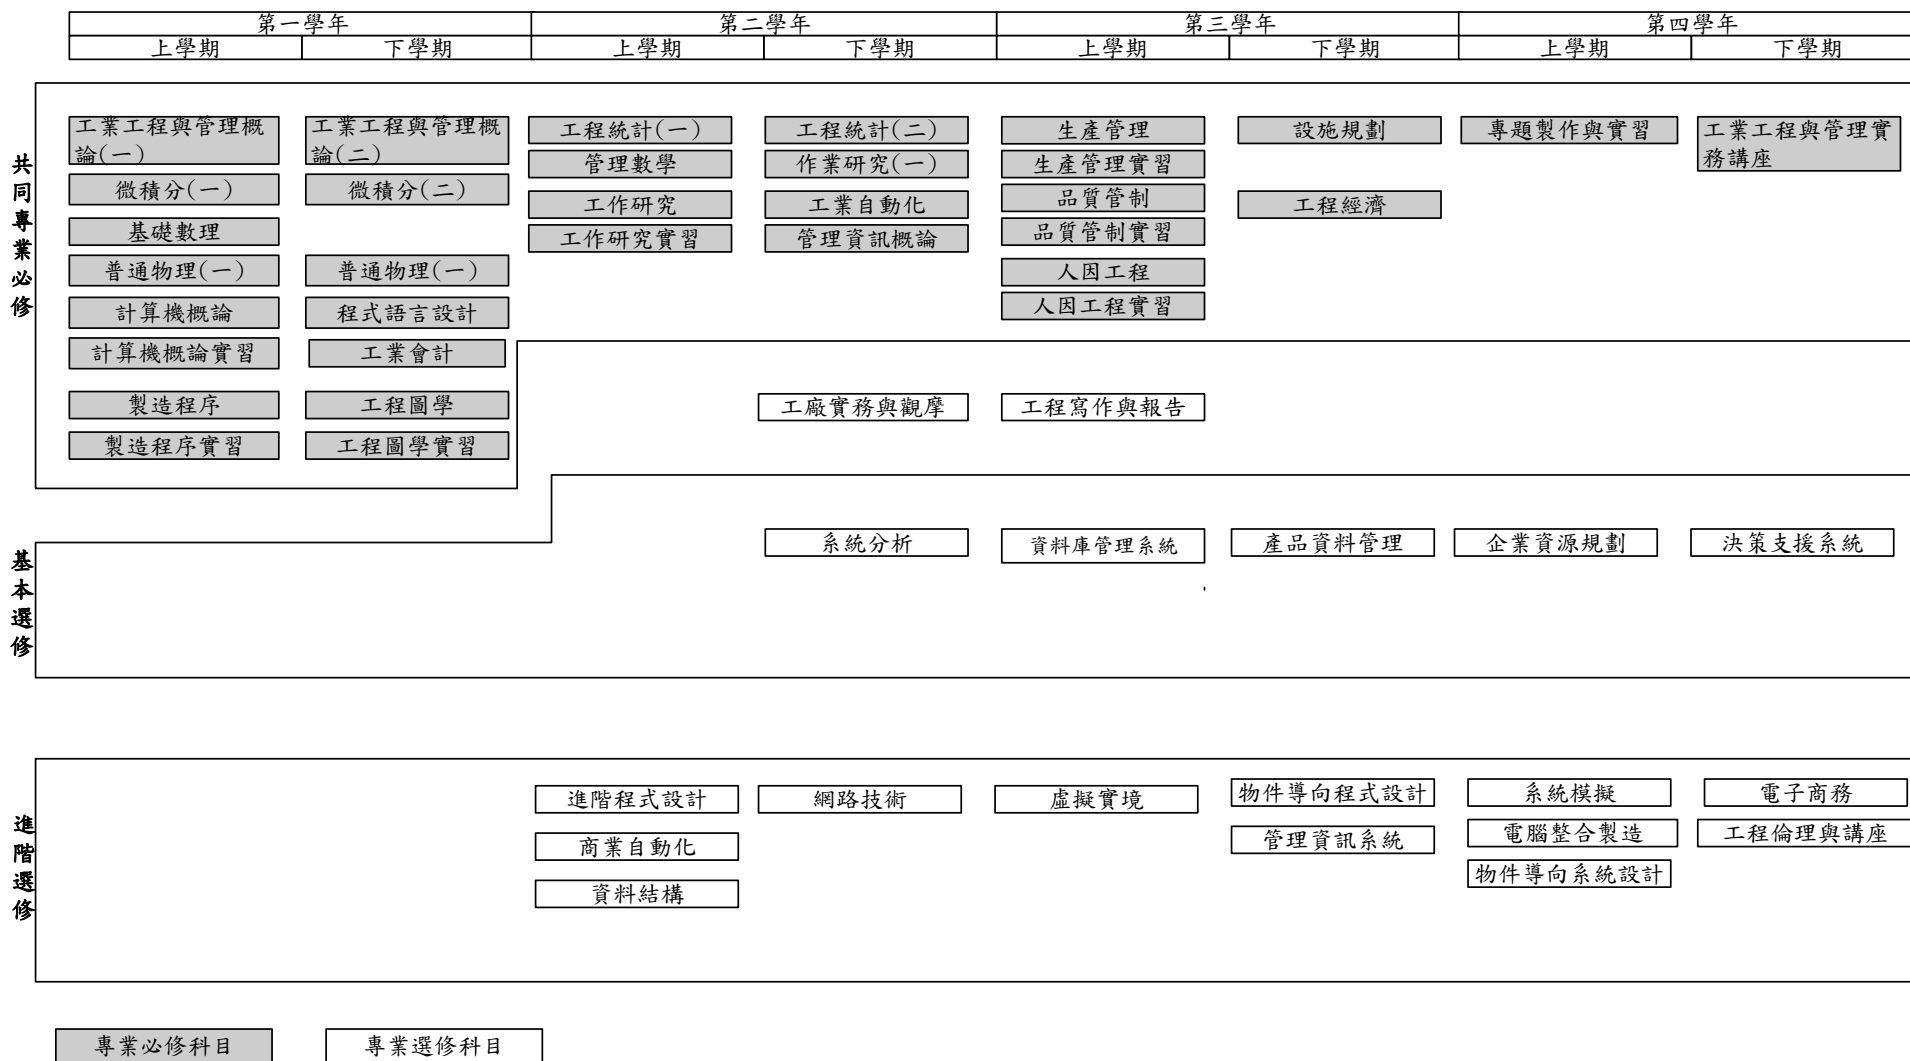 第一學年 第二學年 第三學年 第四學年
上學期 下學期 上學期 下學期 上學期 下學期 上學期 下學期
共同專業必修
工業工程與管理概 工業工程與管理概 工程統計(一) 工程統計(二) 生產管理 設施規劃 專題製作與實習 工業工程與管理實
論(一) 論(二) 管理數學 作業研究(一) 生產管理實習 務講座
微積分(一) 微積分(二) 工作研究 工業自動化 品質管制 工程經濟
基礎數理 工作研究實習 管理資訊概論 品質管制實習
普通物理(一) 普通物理(一) 人因工程
計算機概論 程式語言設計 人因工程實習
計算機概論實習 工業會計
製造程序 工程圖學 工廠實務與觀摩 工程寫作與報告
製造程序實習 工程圖學實習
基本選修
系統分析 資料庫管理系統 產品資料管理 企業資源規劃 決策支援系統
進階選修
進階程式設計 網路技術 虛擬實境 物件導向程式設計 系統模擬 電子商務
商業自動化 管理資訊系統 電腦整合製造 工程倫理與講座
資料結構 物件導向系統設計
專業必修科目 專業選修科目